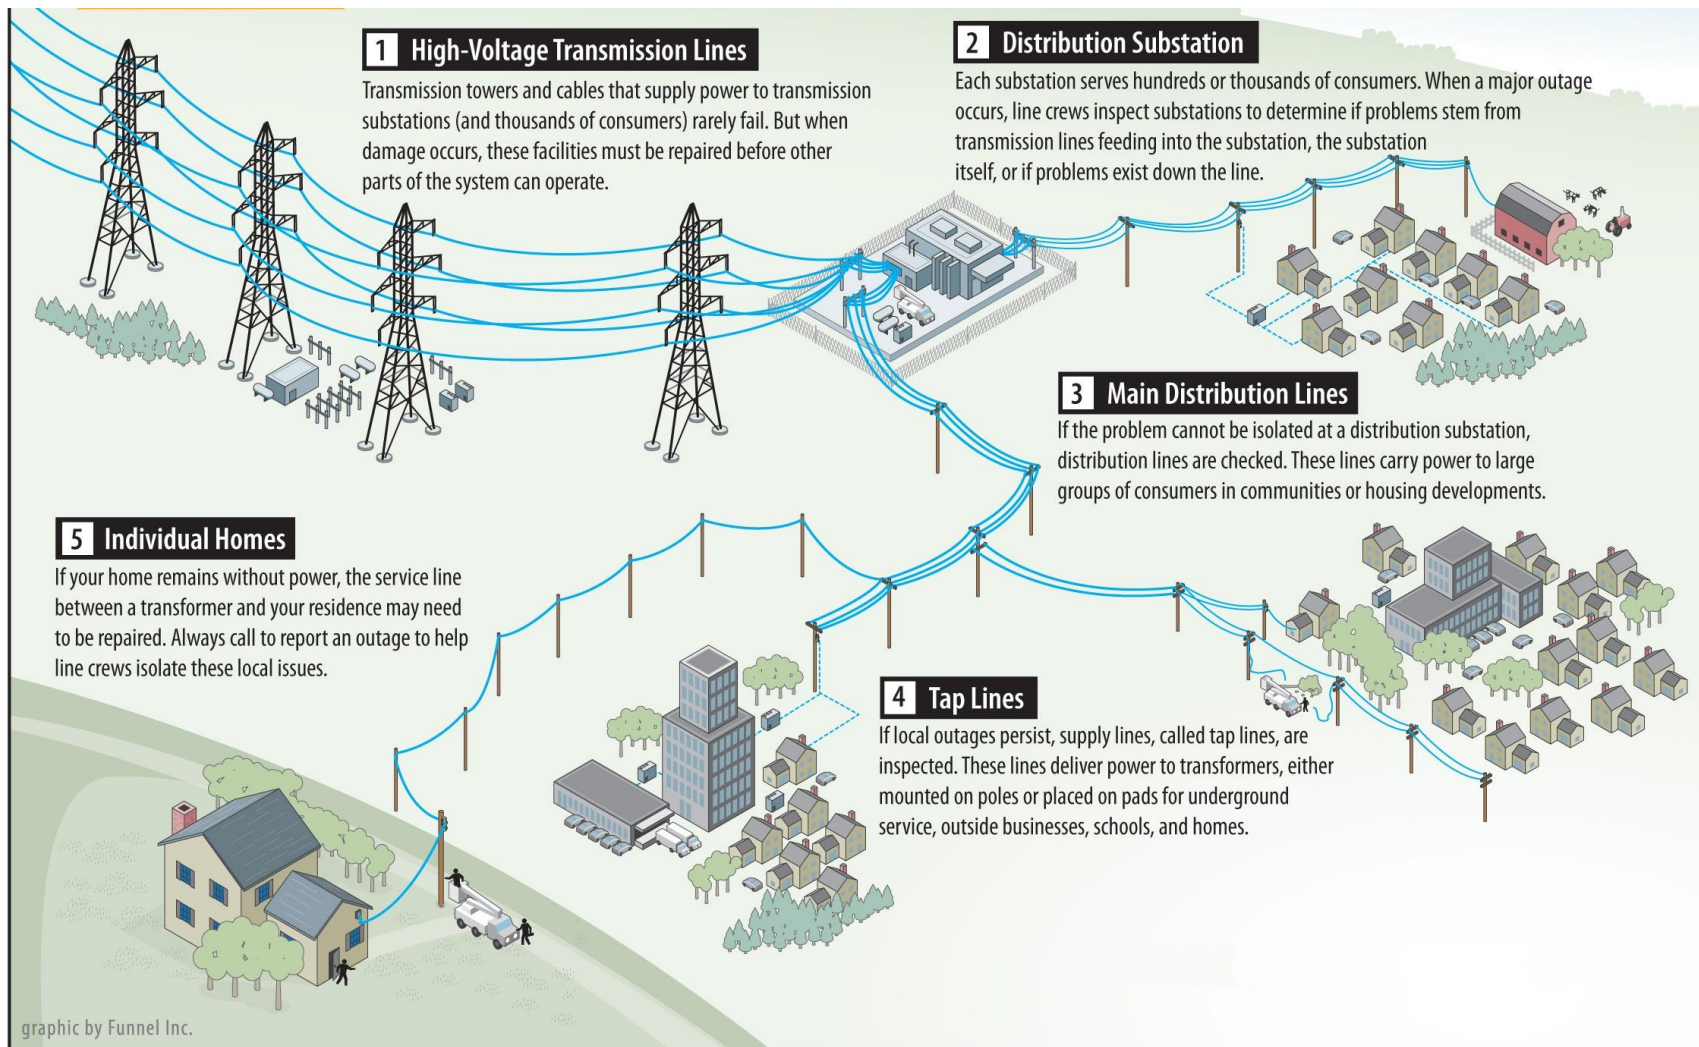 1 High-Voltage Transmission Lines
Transmission towers and cables that supply power to transmission
substations (and thousands of consumers) rarely fail. But when
damage occurs, these facilities must be repaired before other
parts of the system can operate.
2 Distribution Substation
Each substation serves hundreds or thousands of consumers. When a major outage
occurs, line crews inspect substations to determine if problems stem from
transmission lines feeding into the substation, the substation
itself, or if problems exist down the line.
3 Main Distribution Lines
If the problem cannot be isolated at a distribution substation,
distribution lines are checked. These lines carry power to large
groups of consumers in communities or housing developments.
4 Tap Lines
If local outages persist, supply lines, called tap lines, are
inspected. These lines deliver power to transformers, either
mounted on poles or placed on pads for underground
service, outside businesses, schools, and homes.
5 Individual Homes
If your home remains without power, the service line
between a transformer and your residence may need
to be repaired. Always call to report an outage to help
line crews isolate these local issues.
graphic by Funnel Inc.